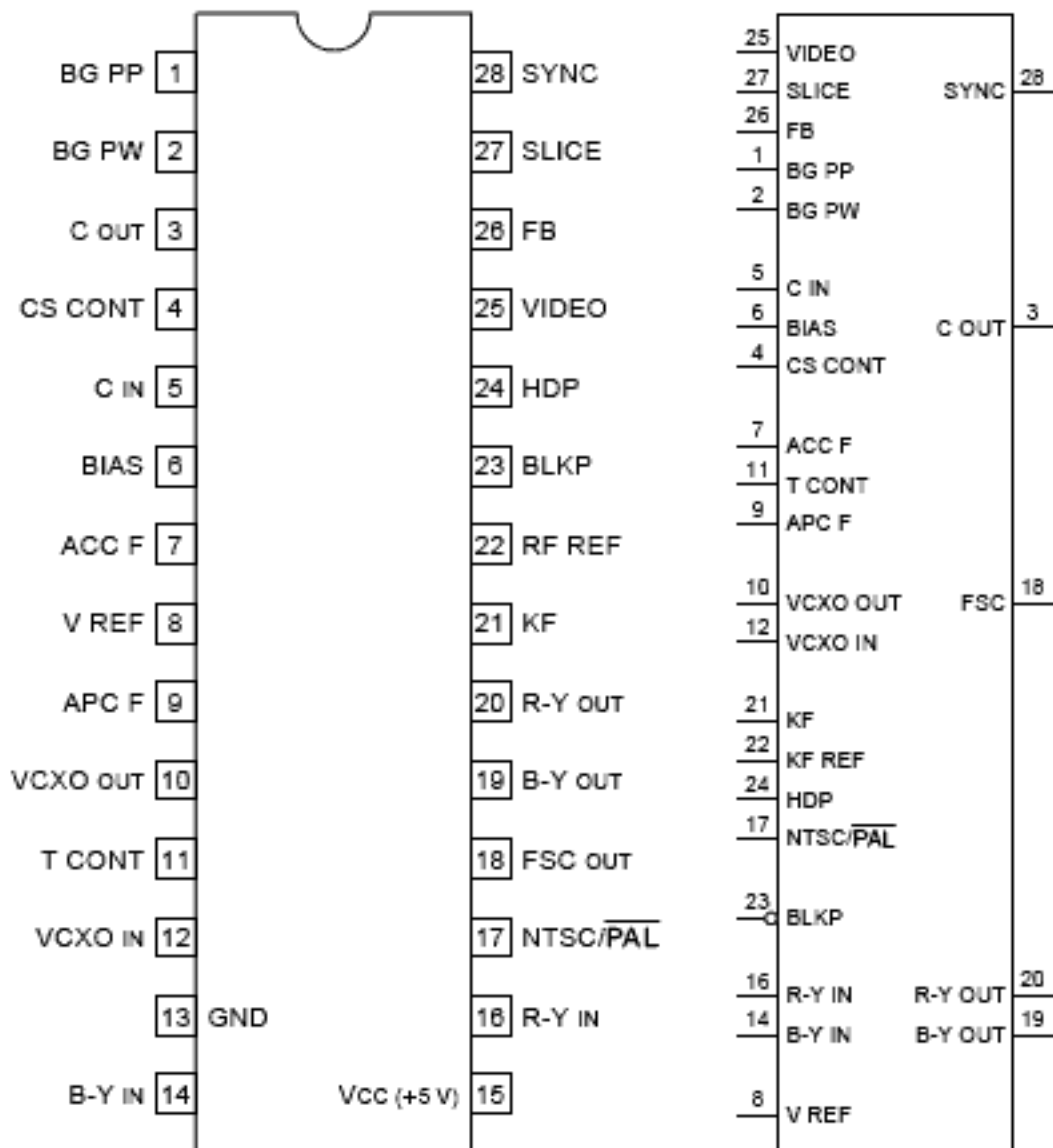 BG PP 1
28 SYNC
BG PW 2
27 SLICE
C OUT 3
26 FB
CS CONT 4
25 VIDEO
C IN 5
24 HDP
BIAS 6
23 BLKP
ACC F 7
22 RF REF
V REF 8
21 KF
APC F 9
20 R-Y OUT
VCXO OUT 10
19 B-Y OUT
T CONT 11
18 FSC OUT
VCXO IN 12
17 NTSC/PAL
13 GND
16 R-Y IN
B-Y IN 14
VCC (+5 V) 15
25 VIDEO
27 SLICE
SYNC 28
26 FB
1 BG PP
2 BG PW
5 C IN
6 BIAS
C OUT 3
4 CS CONT
7 ACC F
11 T CONT
9 APC F
10 VCXO OUT
FSC 18
12 VCXO IN
21 KF
22 KF REF
24 HDP
17 NTSC/PAL
23 BLKP
16 R-Y IN
R-Y OUT 20
14 B-Y IN
B-Y OUT 19
8 V REF